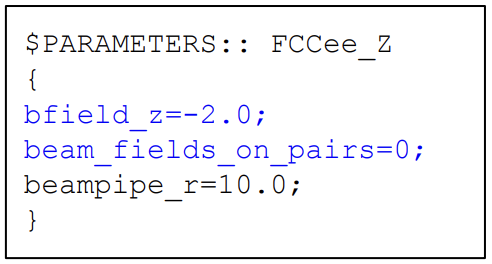 $PARAMETERS:: FCCee_Z
{
bfield_z=-2.0;
beam_fields_on_pairs=0;
beampipe_r=10.0;
}